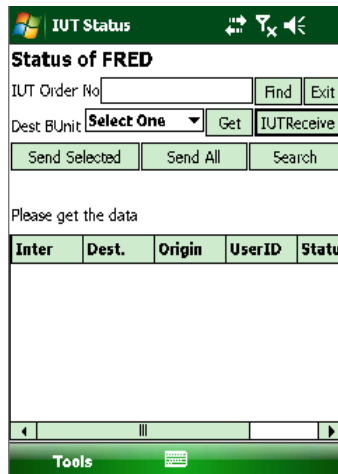 IUT Status
Status of FRED
IUT Order No Find Exit
Dest BUnit Select One Get IUTReceive
Send Selected Send All Search
Please get the data
Inter Dest. Origin UserID Statu
Tools